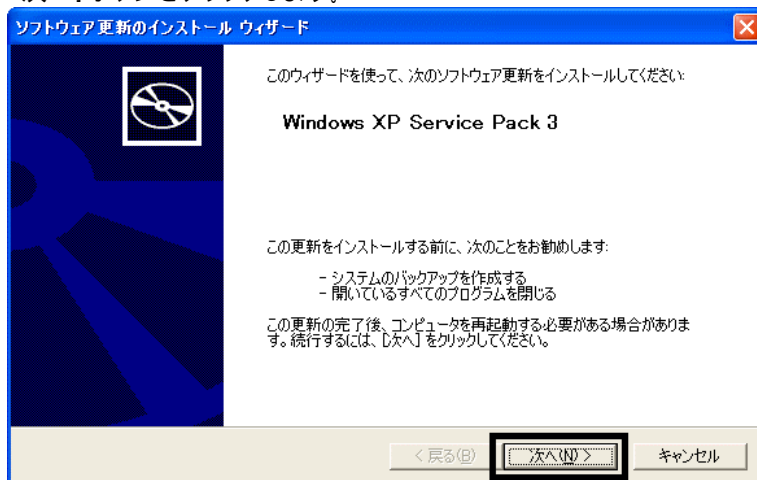 ソフトウェア更新のインストール ウィザード
このウィザードを使って、次のソフトウェア更新をインストールしてください:
Windows XP Service Pack 3
この更新をインストールする前に、次のことをお勧めします:
- システムのバックアップを作成する
- 開いているすべてのプログラムを閉じる
この更新の完了後、コンピュータを再起動する必要がある場合がありま
す。続行するには、[次へ] をクリックしてください。
< 戻る(B)
次へ(N) >
キャンセル